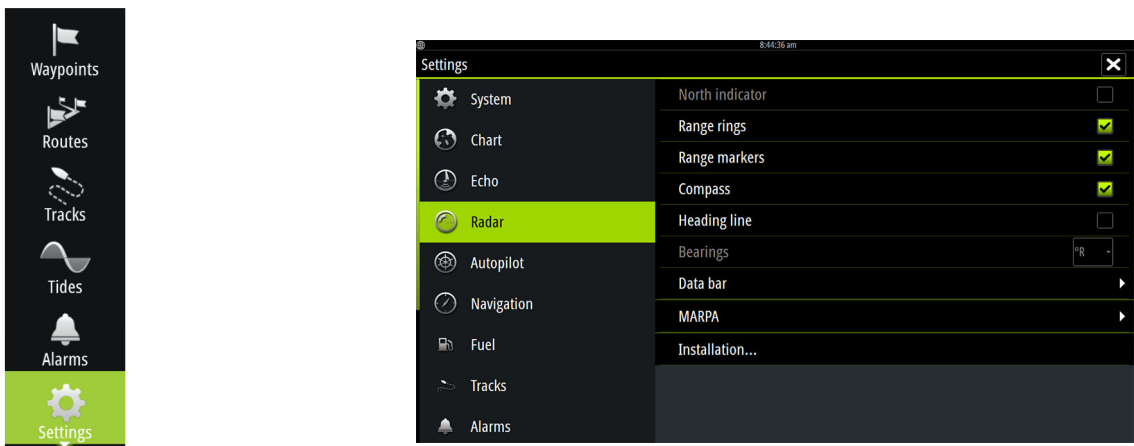 Waypoints
Routes
Tracks
Tides
Alarms
Settings
8:44:36 am
Settings
System
Chart
Echo
Radar
Autopilot
Navigation
Fuel
Tracks
Alarms
North indicator
Range rings
Range markers
Compass
Heading line
Bearings °R
Data bar
MARPA
Installation...